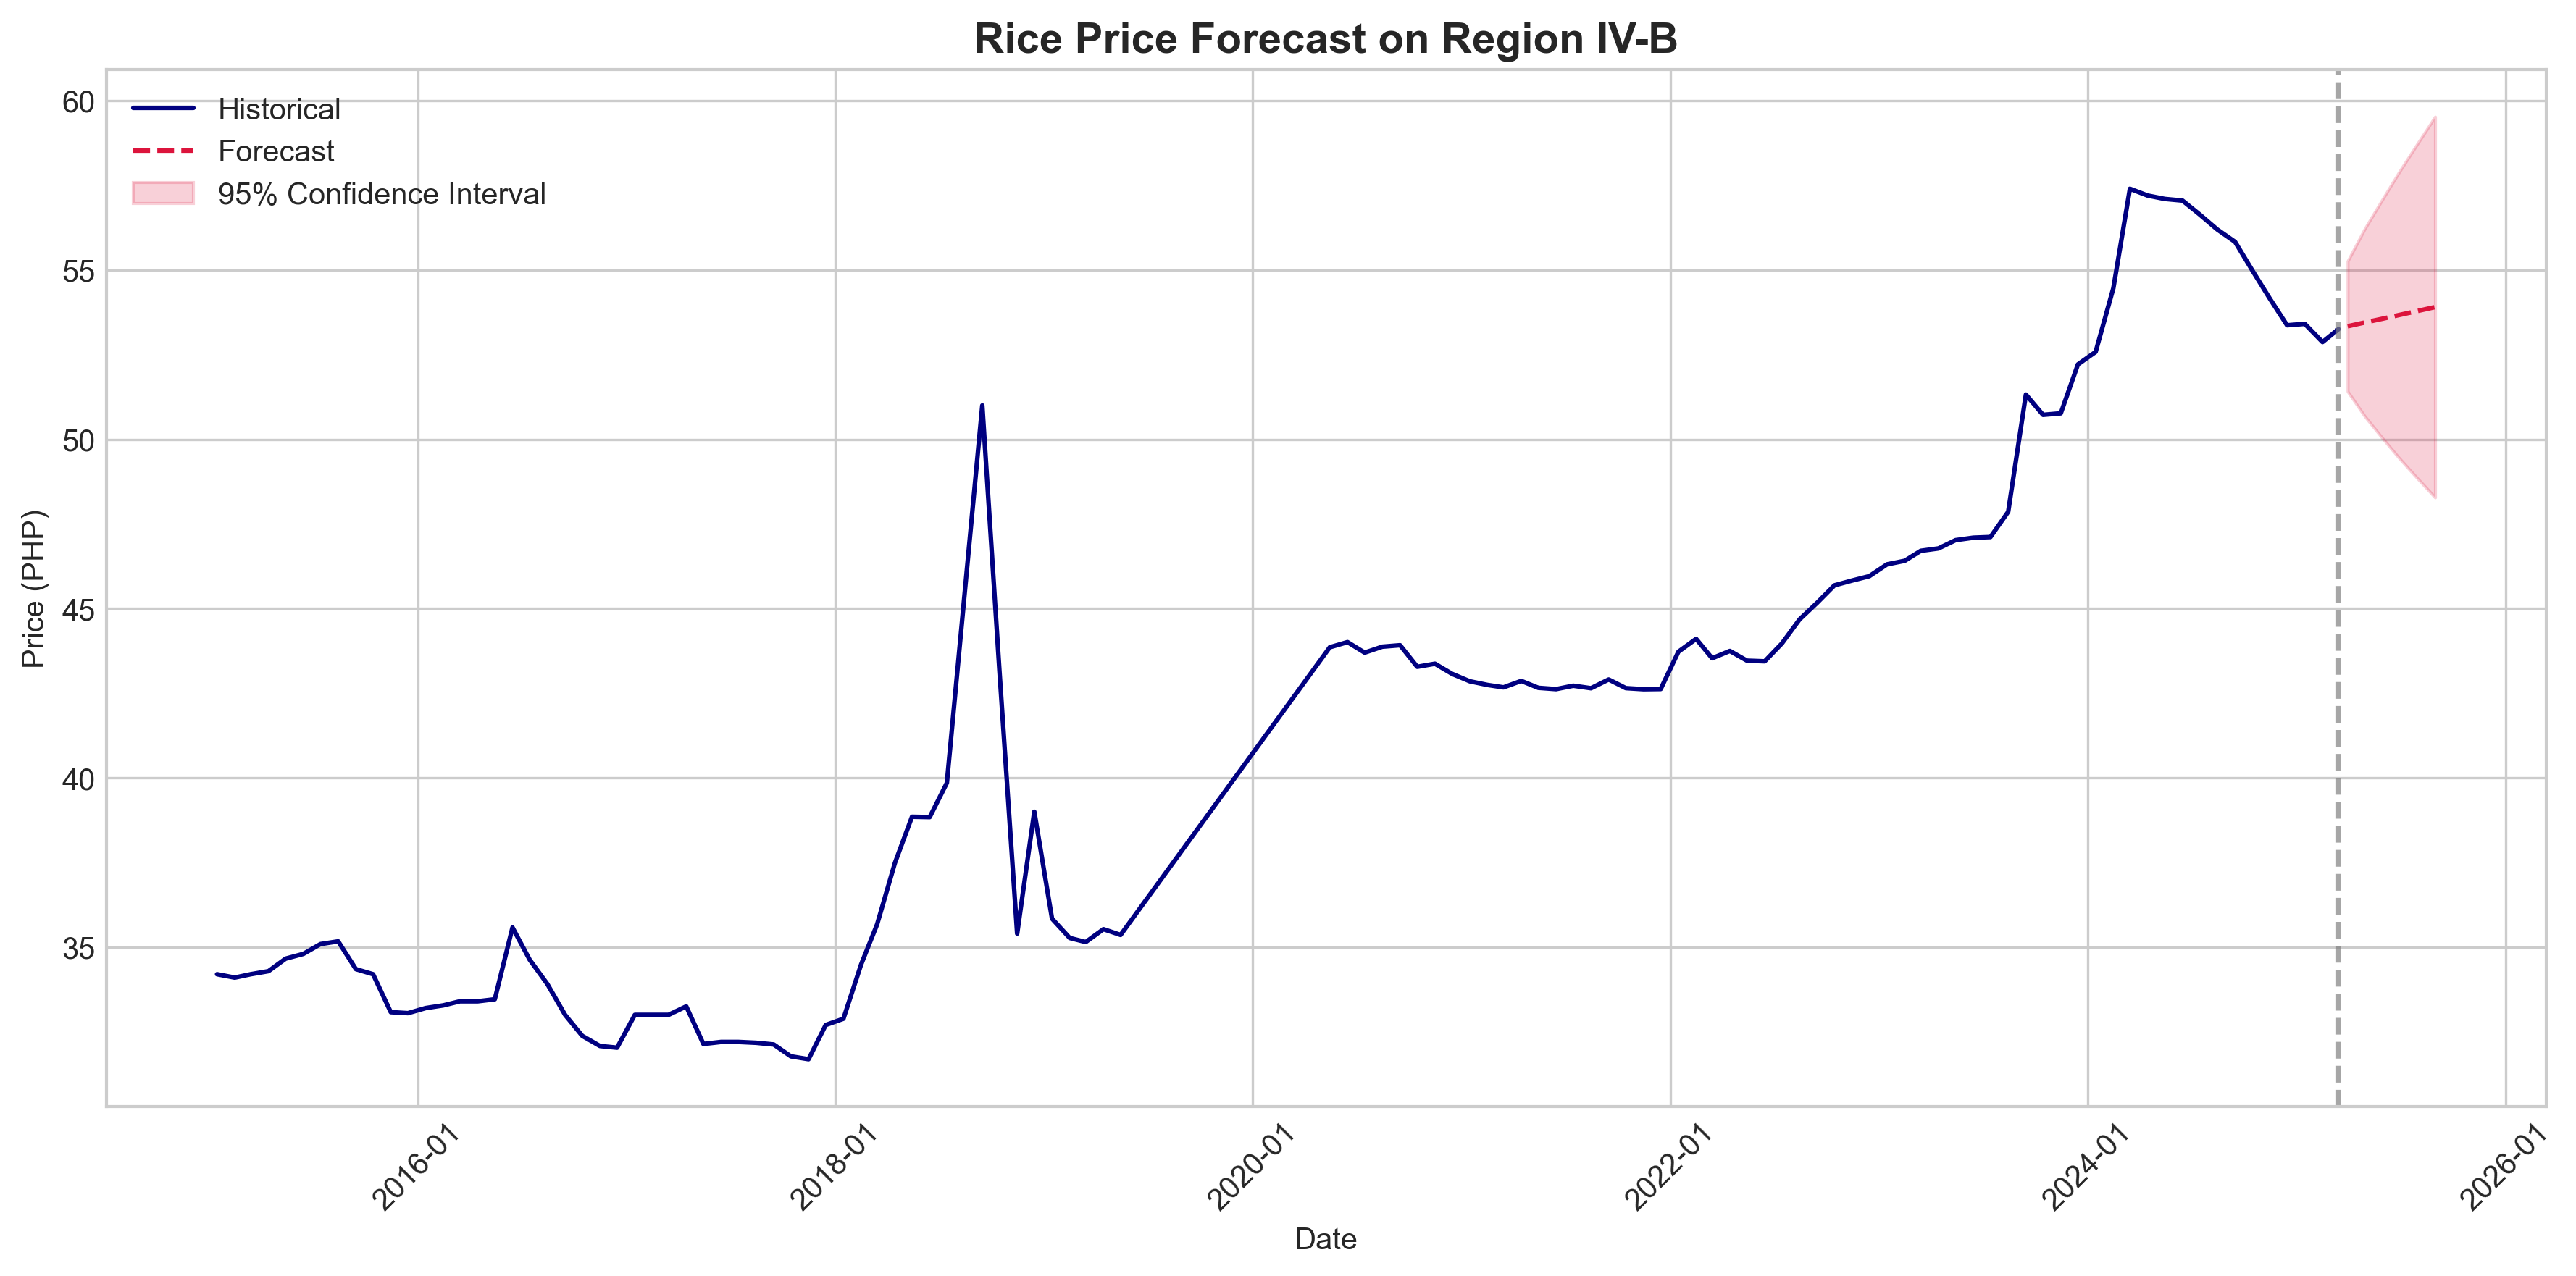 Rice Price Forecast on Region IV-B
Historical
Forecast
95% Confidence Interval
60
55
50
45
40
35
Price (PHP)
2016-01
2018-01
2020-01
2022-01
2024-01
2026-01
Date